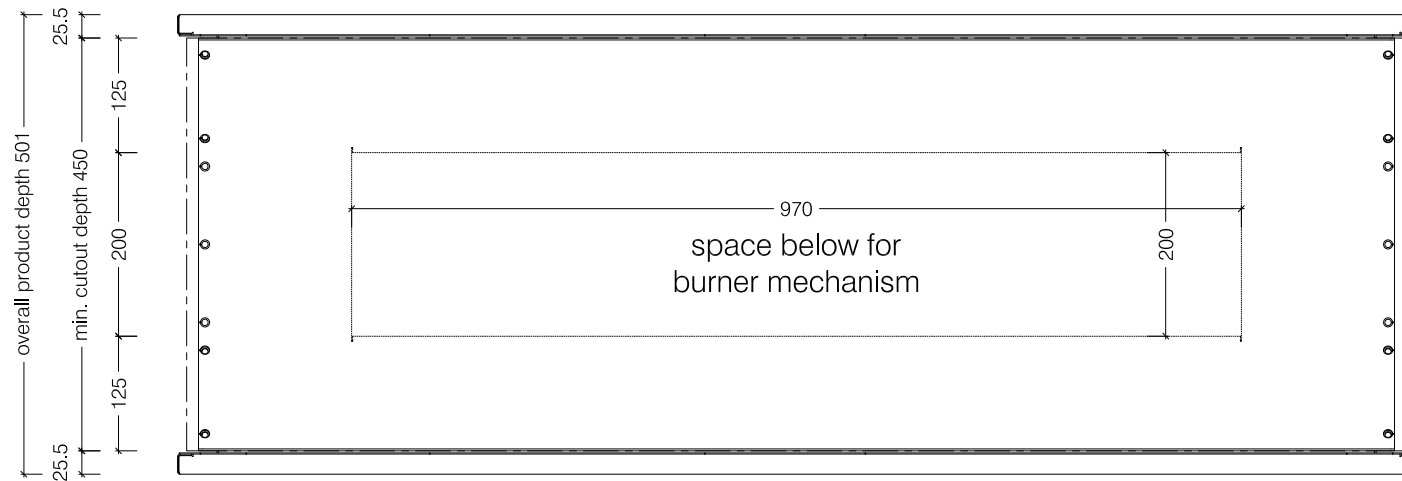 overall product depth 501
25.5
min. cutout depth 450
25.5
125
200
125
970
space below for
burner mechanism
200